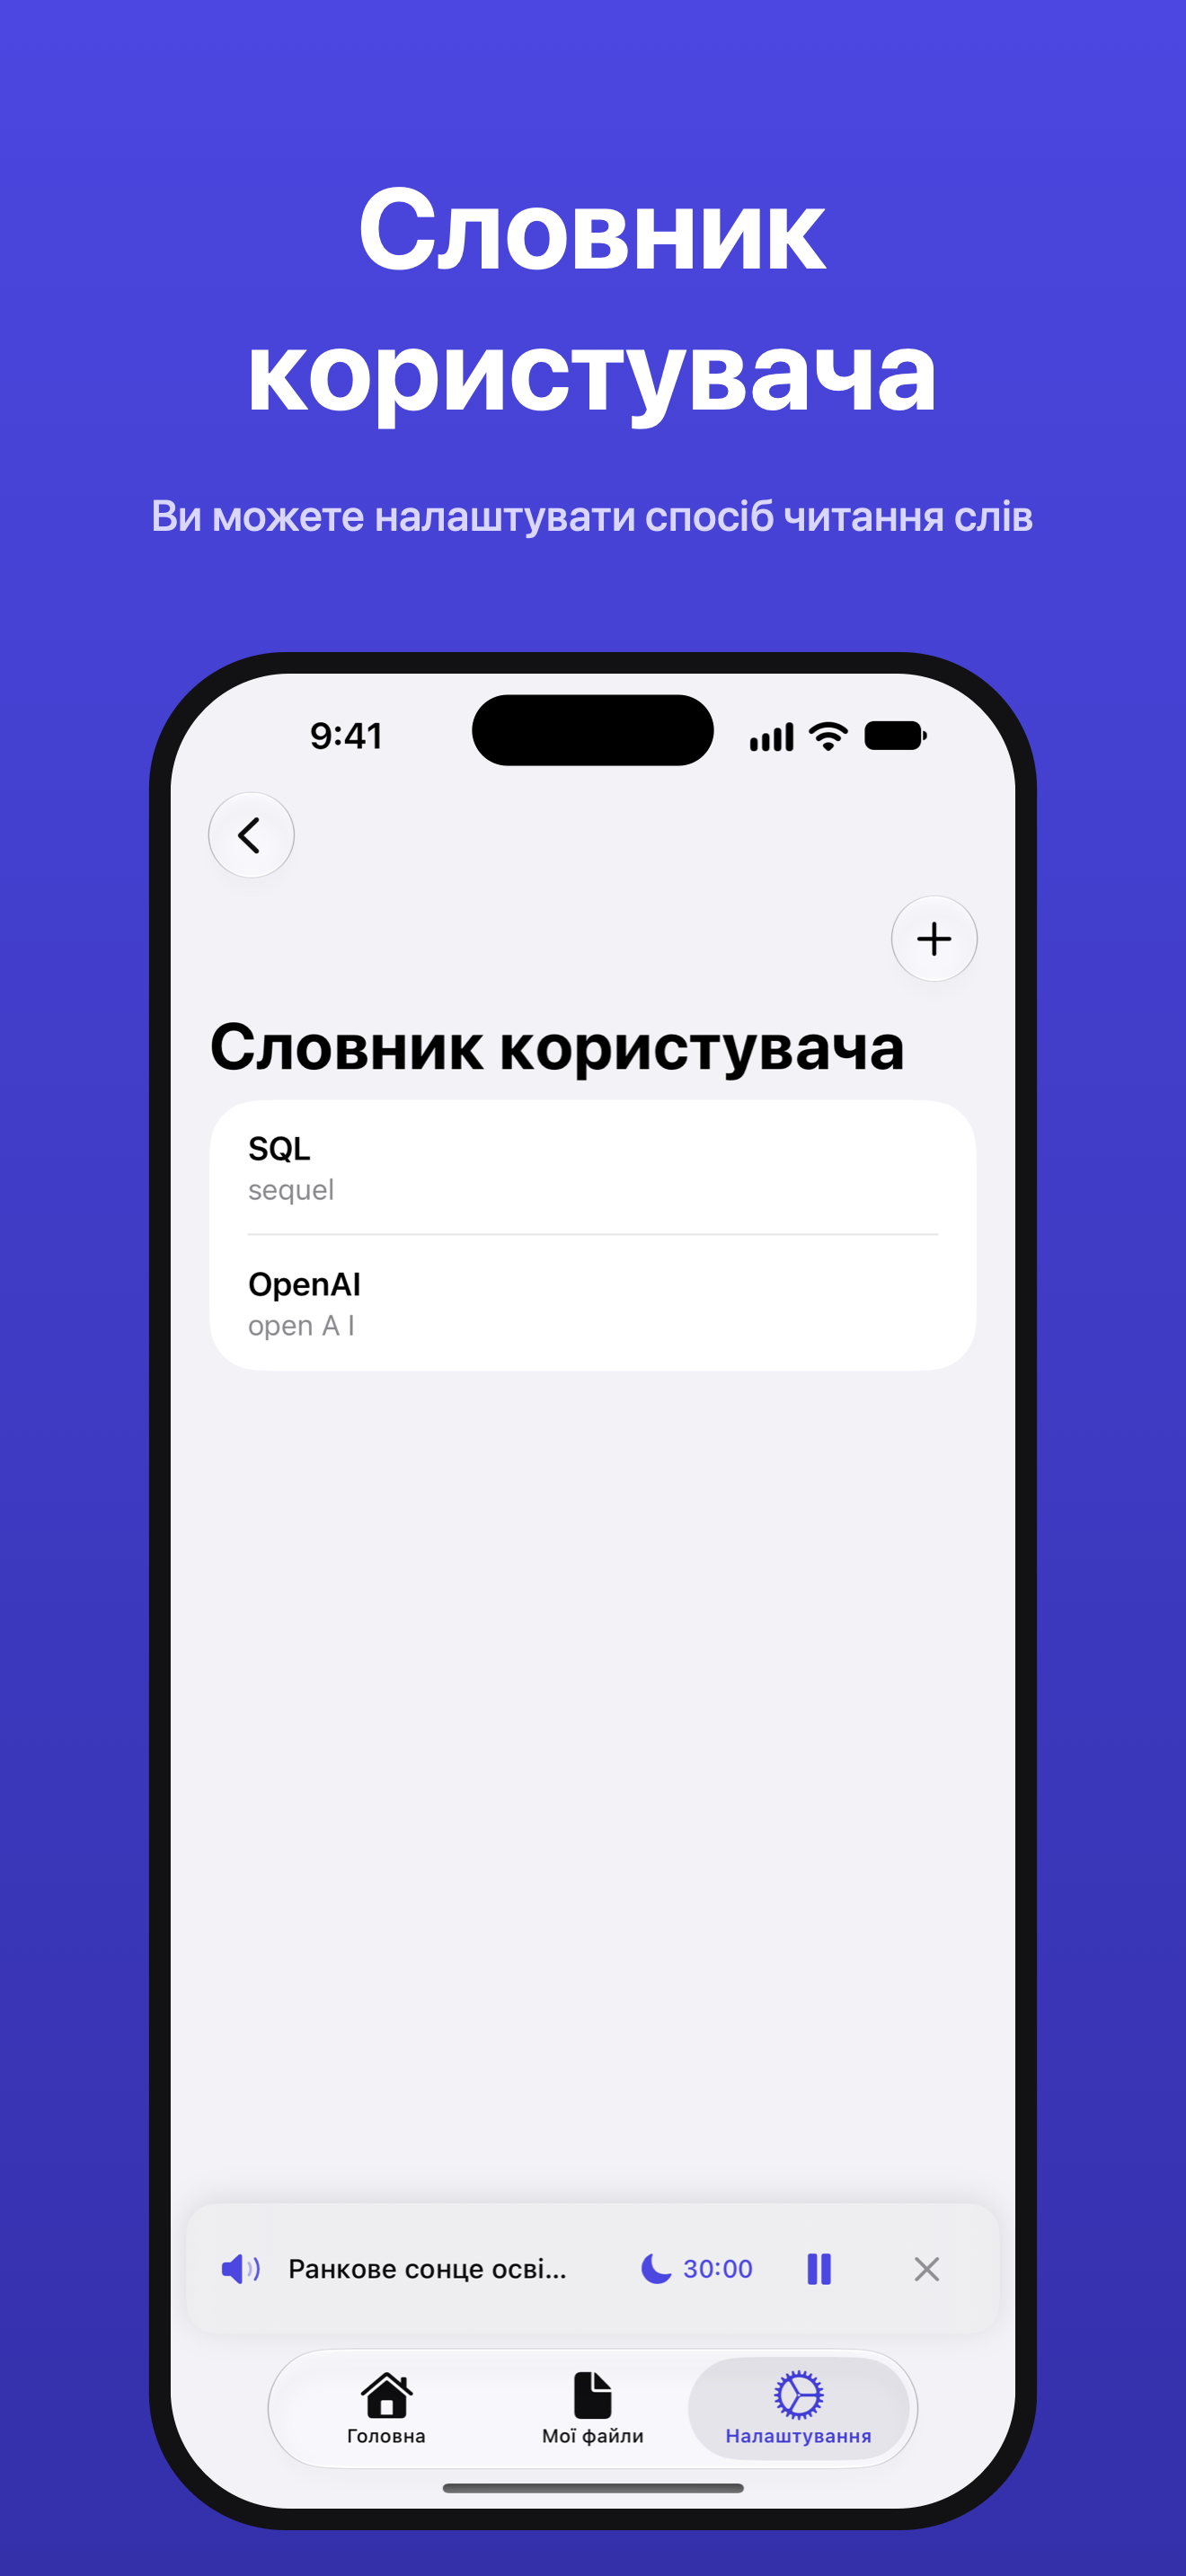 Словник
користувача
Ви можете налаштувати спосіб читання слів
9:41
Словник користувача
SQL
sequel
OpenAI
open A I
Ранкове сонце осві... 30:00
Головна Мої файли Налаштування